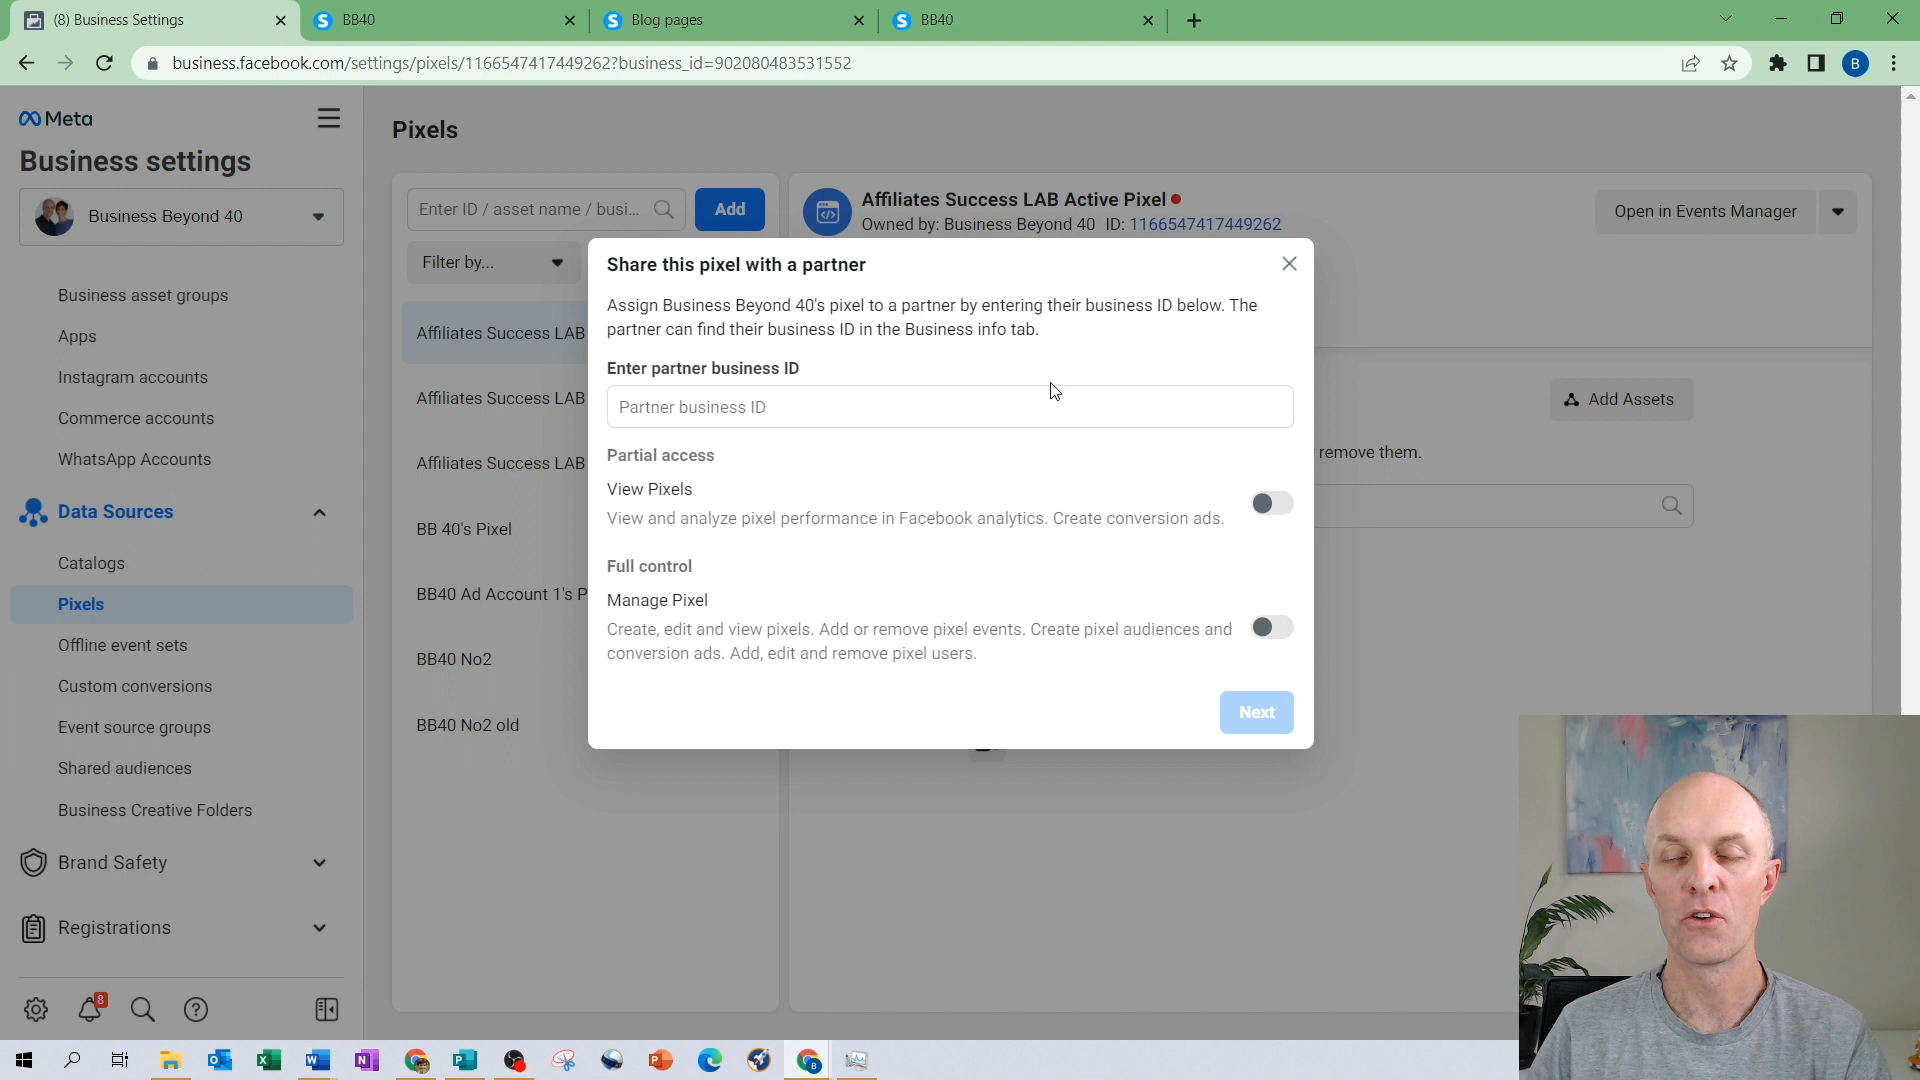 (8) Business Settings
BB40
Blog pages
BB40
business.facebook.com/settings/pixels/1166547417449262?business_id=902080483531552
B
Meta
Business settings
Business Beyond 40
Business asset groups
Apps
Instagram accounts
Commerce accounts
WhatsApp Accounts
Data Sources
Catalogs
Pixels
Offline event sets
Custom conversions
Event source groups
Shared audiences
Business Creative Folders
Brand Safety
Registrations
8
Pixels
Enter ID / asset name / busi...
Add
Filter by...
Affiliates Success LAB
Affiliates Success LAB
Affiliates Success LAB
BB 40's Pixel
BB40 Ad Account 1's P
BB40 No2
BB40 No2 old
Affiliates Success LAB Active Pixel
Owned by: Business Beyond 40 ID: 1166547417449262
Open in Events Manager
Add Assets
remove them.
Share this pixel with a partner
Assign Business Beyond 40's pixel to a partner by entering their business ID below. The
partner can find their business ID in the Business info tab.
Enter partner business ID
Partner business ID
Partial access
View Pixels
View and analyze pixel performance in Facebook analytics. Create conversion ads.
Full control
Manage Pixel
Create, edit and view pixels. Add or remove pixel events. Create pixel audiences and
conversion ads. Add, edit and remove pixel users.
Next